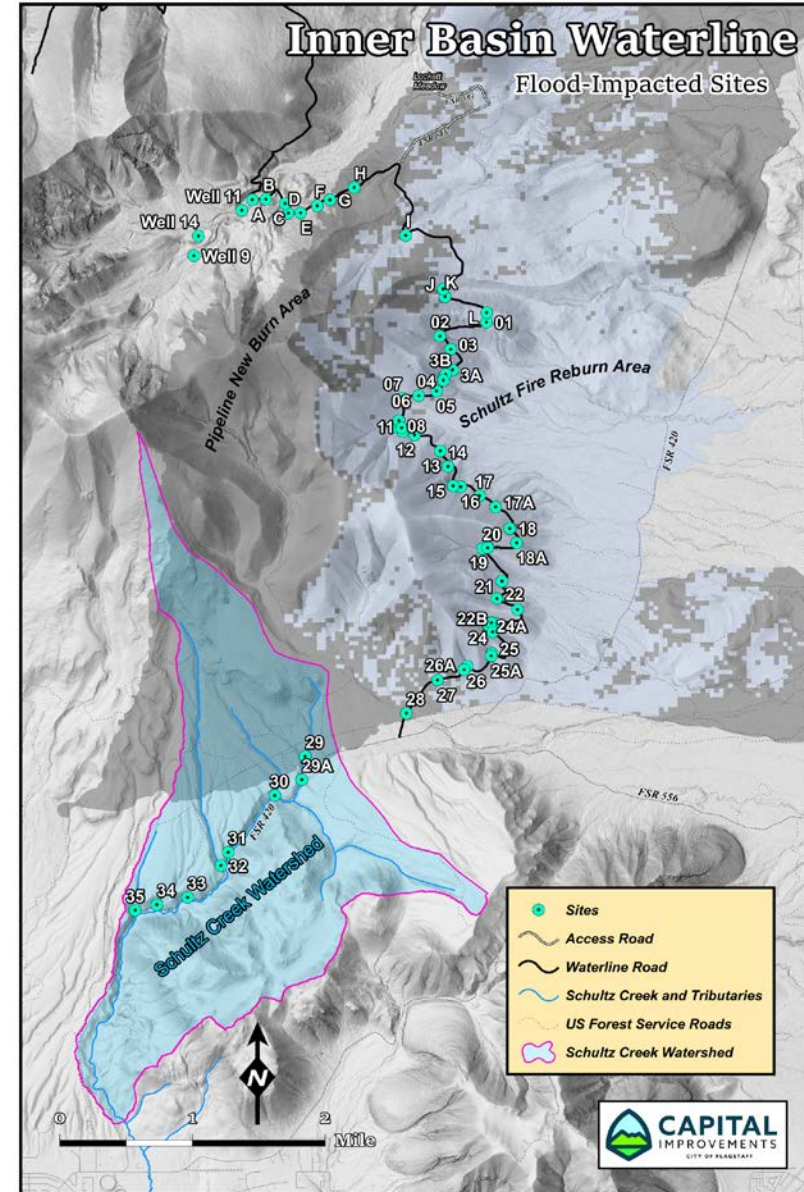 Inner Basin Waterline
Flood-Impacted Sites
Lockett
Meadow
FSR 552
H
B
F
Well 11
D
G
A
C
E
I
Well 14
Well 9
J K
L
01
02
03
3B
3A
Pipeline New Burn Area
Schultz Fire Reburn Area
FSR 420
04
05
07
06
11
08
12
14
13
15
16
17
17A
18
18A
20
19
21
22
22B
24A
24
25
25A
26A
26
27
28
29
29A
30
FSR 420
FSR 556
31
32
33
34
35
Schultz Creek Watershed
Sites
Access Road
Waterline Road
Schultz Creek and Tributaries
US Forest Service Roads
Schultz Creek Watershed
N
0 1 2
Mile
CAPITAL
IMPROVEMENTS
CITY OF FLAGSTAFF